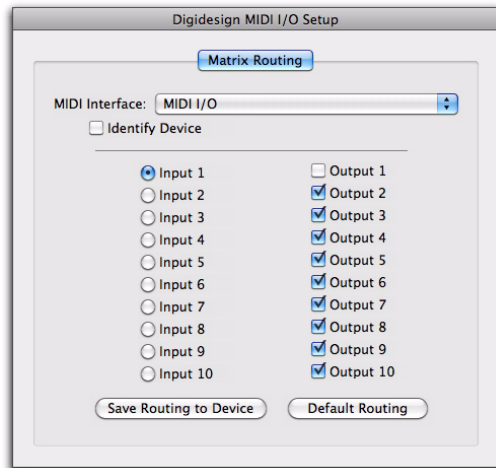 Digidesign MIDI I/O Setup
Matrix Routing
MIDI Interface: MIDI I/O
Identify Device
Input 1 Output 1
Input 2 Output 2
Input 3 Output 3
Input 4 Output 4
Input 5 Output 5
Input 6 Output 6
Input 7 Output 7
Input 8 Output 8
Input 9 Output 9
Input 10 Output 10
Save Routing to Device Default Routing